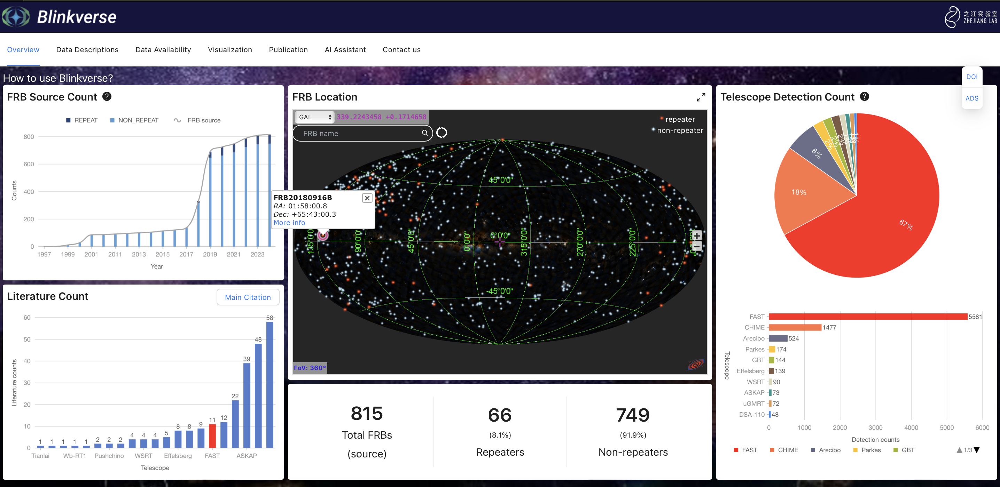 Blinkverse
之江实验室
ZHEJIANG LAB
Overview
Data Descriptions
Data Availability
Visualization
Publication
AI Assistant
Contact us
How to use Blinkverse?
DOI
ADS
FRB Source Count ?
REPEAT
NON_REPEAT
FRB source
800
600
400
200
0
Counts
1997
1999
2001
2011
2013
2015
2017
2019
2021
2023
Year
Literature Count
Main Citation
60
50
40
30
20
10
0
Literature counts
1
1
1
1
1
2
2
2
4
4
4
5
8
8
9
11
12
22
39
48
58
Tianlai
Wb-RT1
Pushchino
WSRT
Effelsberg
FAST
ASKAP
Telescope
FRB Location
GAL
339.2243458 +0.1714658
FRB name
repeater
non-repeater
45°0'0"
FRB20180916B
RA: 01:58:00.8
Dec: +65:43:00.3
More info
135°0'0
90°0'0"
45°0'0"
0°0'0"
0°0'0"
315°0'0"
270°0'0"
225°0'0"
+
-
-45°0'0"
FoV: 360°
815
Total FRBs
(source)
66
(8.1%)
Repeaters
749
(91.9%)
Non-repeaters
Telescope Detection Count ?
67%
18%
6%
2%
2%
2%
FAST
5581
CHIME
1477
Arecibo
524
Parkes
174
GBT
144
Effelsberg
139
WSRT
90
ASKAP
73
uGMRT
72
DSA-110
48
Telescope
0
1000
2000
3000
4000
5000
6000
Detection counts
FAST
CHIME
Arecibo
Parkes
GBT
1/3